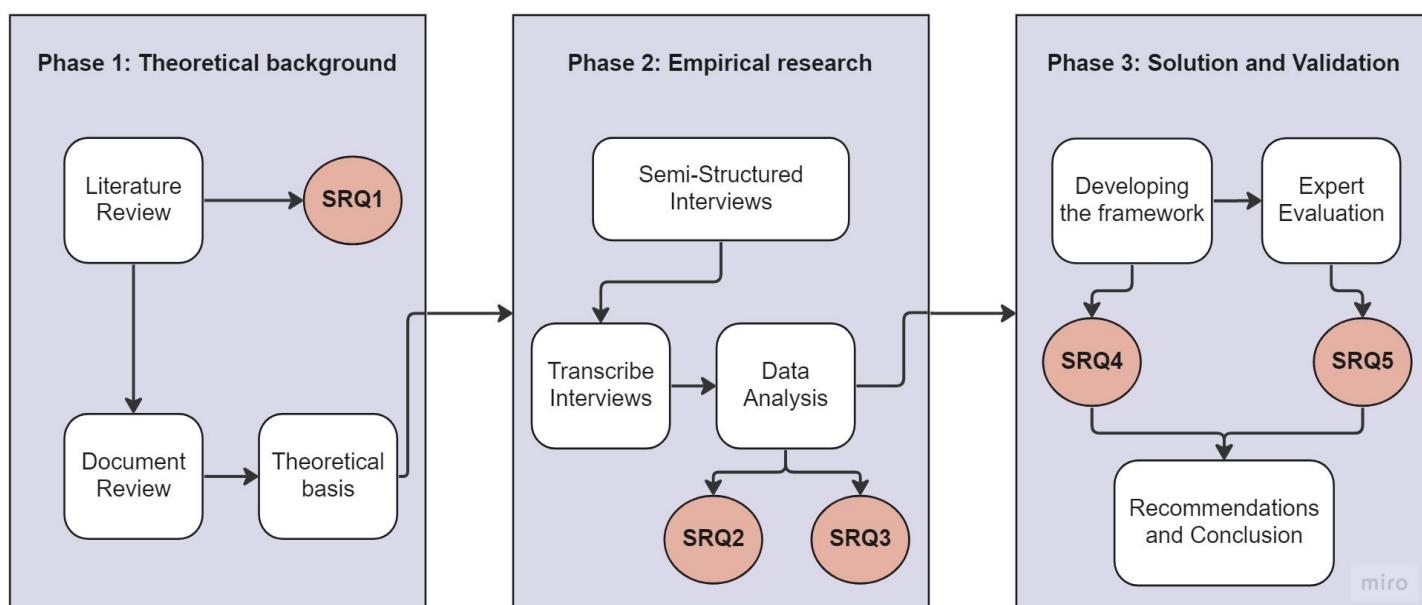 Phase 1: Theoretical background
Literature
Review
SRQ1
Document
Review
Theoretical
basis
Phase 2: Empirical research
Semi-Structured
Interviews
Transcribe
Interviews
Data
Analysis
SRQ2
SRQ3
Phase 3: Solution and Validation
Developing
the framework
Expert
Evaluation
SRQ4
SRQ5
Recommendations
and Conclusion
miro